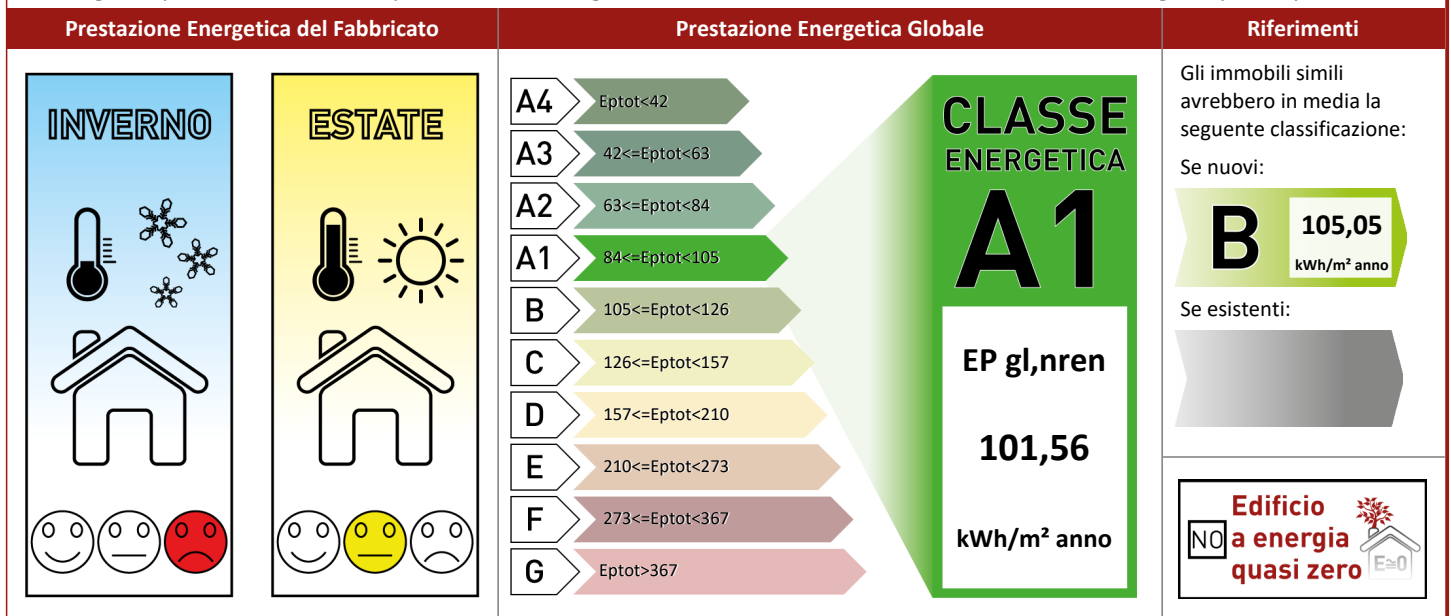 Prestazione Energetica del Fabbricato
Prestazione Energetica Globale
Riferimenti
INVERNO
ESTATE
A4 Eptot<42
A3 42<=Eptot<63
A2 63<=Eptot<84
A1 84<=Eptot<105
B 105<=Eptot<126
C 126<=Eptot<157
D 157<=Eptot<210
E 210<=Eptot<273
F 273<=Eptot<367
G Eptot>367
CLASSE
ENERGETICA
A1
EP gl,nren
101,56
kWh/m² anno
Gli immobili simili
avrebbero in media la
seguente classificazione:
Se nuovi:
B 105,05
kWh/m² anno
Se esistenti:
Edificio
NO a energia
quasi zero
E≅0